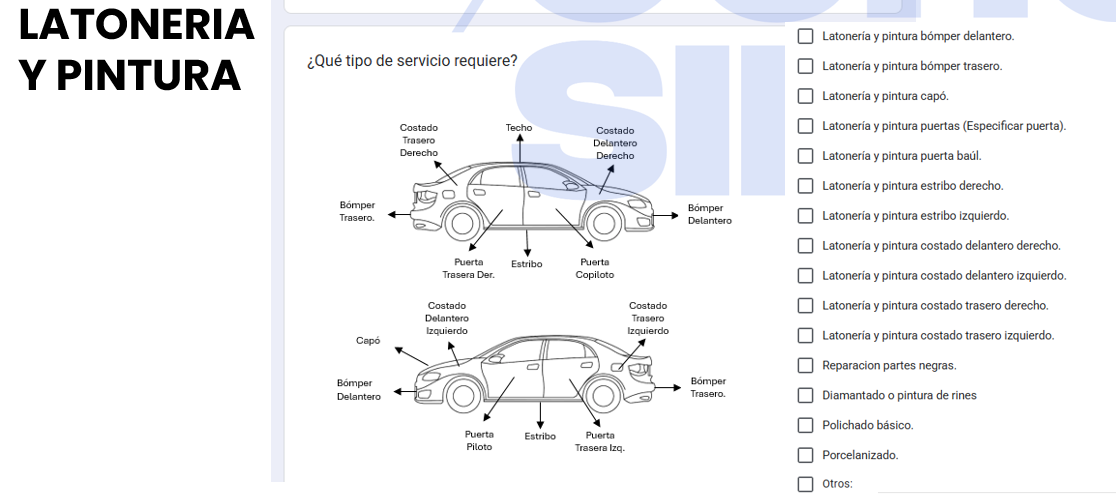 LATONERIA
Y PINTURA
¿Qué tipo de servicio requiere?
Costado
Trasero
Derecho
Techo
Costado
Delantero
Derecho
Bómper
Trasero.
Bómper
Delantero
Puerta
Trasera Der.
Estribo
Puerta
Copiloto
Costado
Delantero
Izquierdo
Costado
Trasero
Izquierdo
Capó
Bómper
Delantero
Bómper
Trasero.
Puerta
Piloto
Estribo
Puerta
Trasera Izq.
Latonería y pintura bómper delantero.
Latonería y pintura bómper trasero.
Latonería y pintura capó.
Latonería y pintura puertas (Especificar puerta).
Latonería y pintura puerta baúl.
Latonería y pintura estribo derecho.
Latonería y pintura estribo izquierdo.
Latonería y pintura costado delantero derecho.
Latonería y pintura costado delantero izquierdo.
Latonería y pintura costado trasero derecho.
Latonería y pintura costado trasero izquierdo.
Reparacion partes negras.
Diamantado o pintura de rines
Polichado básico.
Porcelanizado.
Otros: